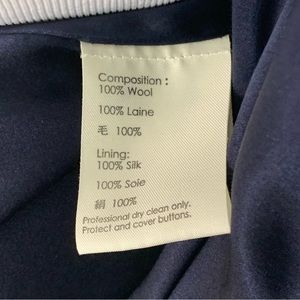 Composition :
100% Wool
100% Laine
毛 100%
Lining:
100% Silk
100% Soie
絹 100%
Professional dry clean only.
Protect and cover buttons.